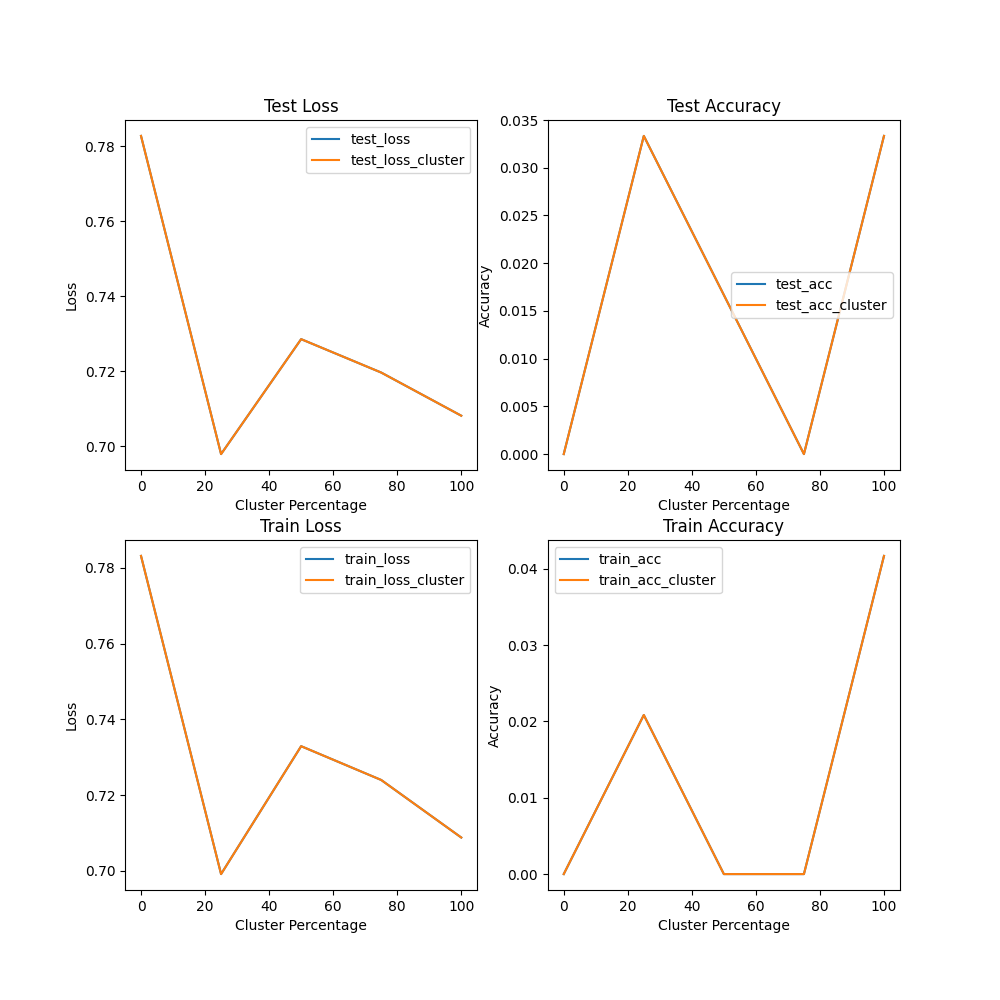 Test Loss
test_loss
test_loss_cluster
0.78
0.76
0.74
0.72
0.70
Loss
0 20 40 60 80 100
Cluster Percentage
Test Accuracy
0.035
0.030
0.025
0.020
0.015
0.010
0.005
0.000
Accuracy
test_acc
test_acc_cluster
0 20 40 60 80 100
Cluster Percentage
Train Loss
train_loss
train_loss_cluster
0.78
0.76
0.74
0.72
0.70
Loss
0 20 40 60 80 100
Cluster Percentage
Train Accuracy
train_acc
train_acc_cluster
0.04
0.03
0.02
0.01
0.00
Accuracy
0 20 40 60 80 100
Cluster Percentage